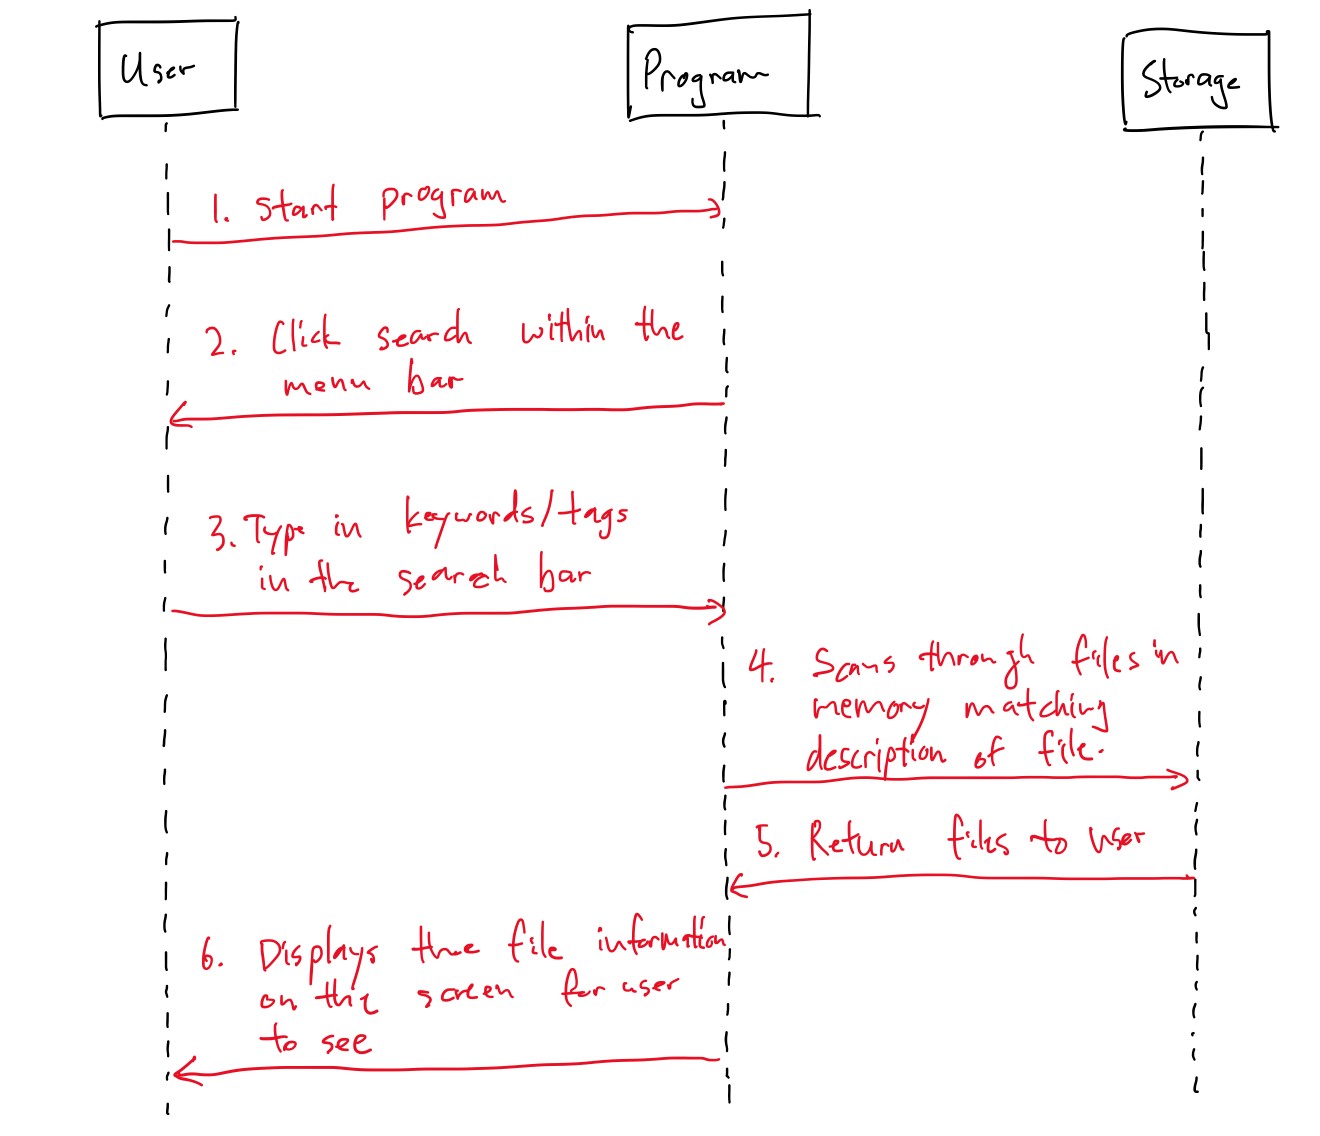 User
Program
Storage
1. Start program
2. Click search within the
menu bar
3. Type in keywords/tags
in the search bar
4. Scans through files in
memory matching
description of file.
5. Return files to user
6. Displays the file information
on the screen for user
to see